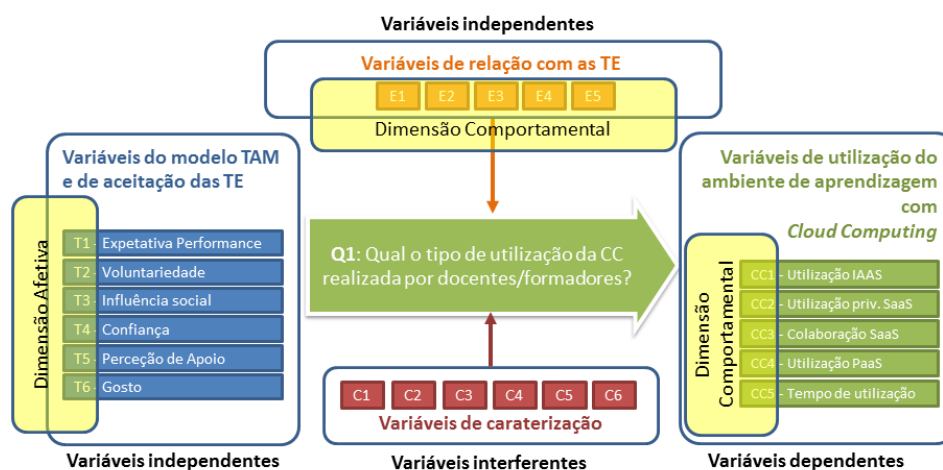 Variáveis independentes
Variáveis de relação com as TE
E1 E2 E3 E4 E5
Dimensão Comportamental
Variáveis do modelo TAM
e de aceitação das TE
Dimensão Afetiva
T1 - Expetativa Performance
T2 - Voluntariedade
T3 - Influência social
T4 - Confiança
T5 - Perceção de Apoio
T6 - Gosto
Variáveis independentes
Q1: Qual o tipo de utilização da CC
realizada por docentes/formadores?
C1 C2 C3 C4 C5 C6
Variáveis de caraterização
Variáveis interferentes
Variáveis de utilização do
ambiente de aprendizagem
com
Cloud Computing
Dimensão
Comportamental
CC1 - Utilização IAAS
CC2 - Utilização priv. SaaS
CC3 - Colaboração SaaS
CC4 - Utilização PaaS
CC5 - Tempo de utilização
Variáveis dependentes